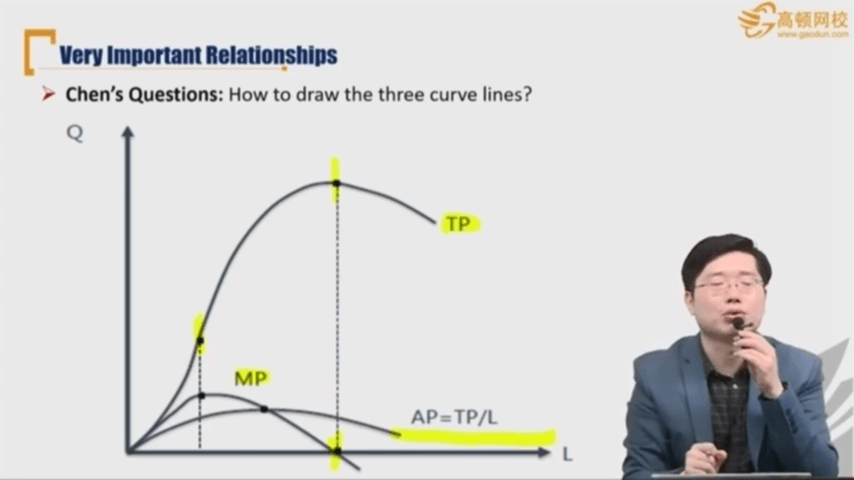 高顿网校
www.gaodun.com
Very Important Relationships
Chen's Questions: How to draw the three curve lines?
Q
TP
MP
AP=TP/L
L